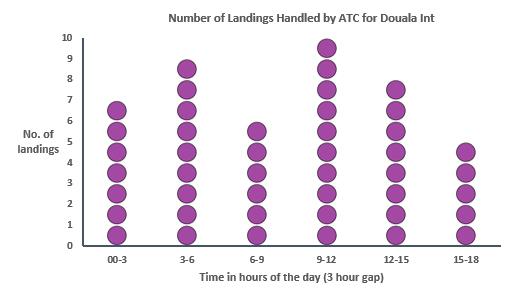 Number of Landings Handled by ATC for Douala Int
10
9
8
7
6
5
4
3
2
1
0
No. of
landings
00-3 3-6 6-9 9-12 12-15 15-18
Time in hours of the day (3 hour gap)